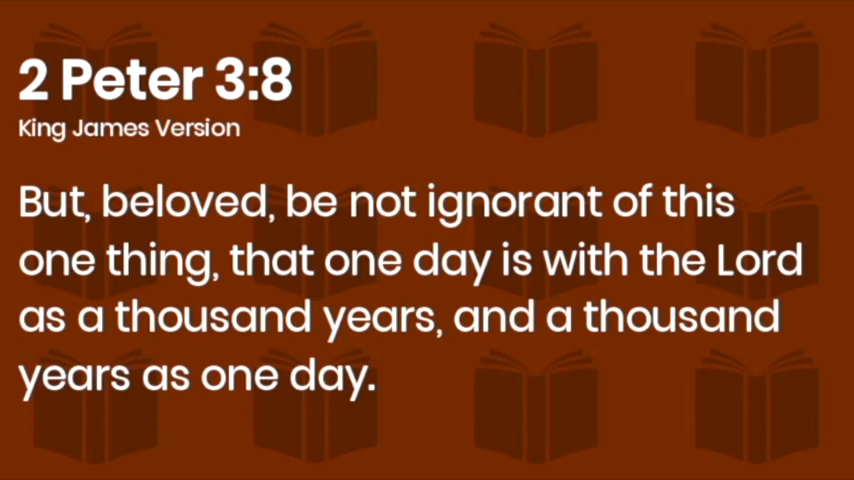 2 Peter 3:8
King James Version
But, beloved, be not ignorant of this
one thing, that one day is with the Lord
as a thousand years, and a thousand
years as one day.